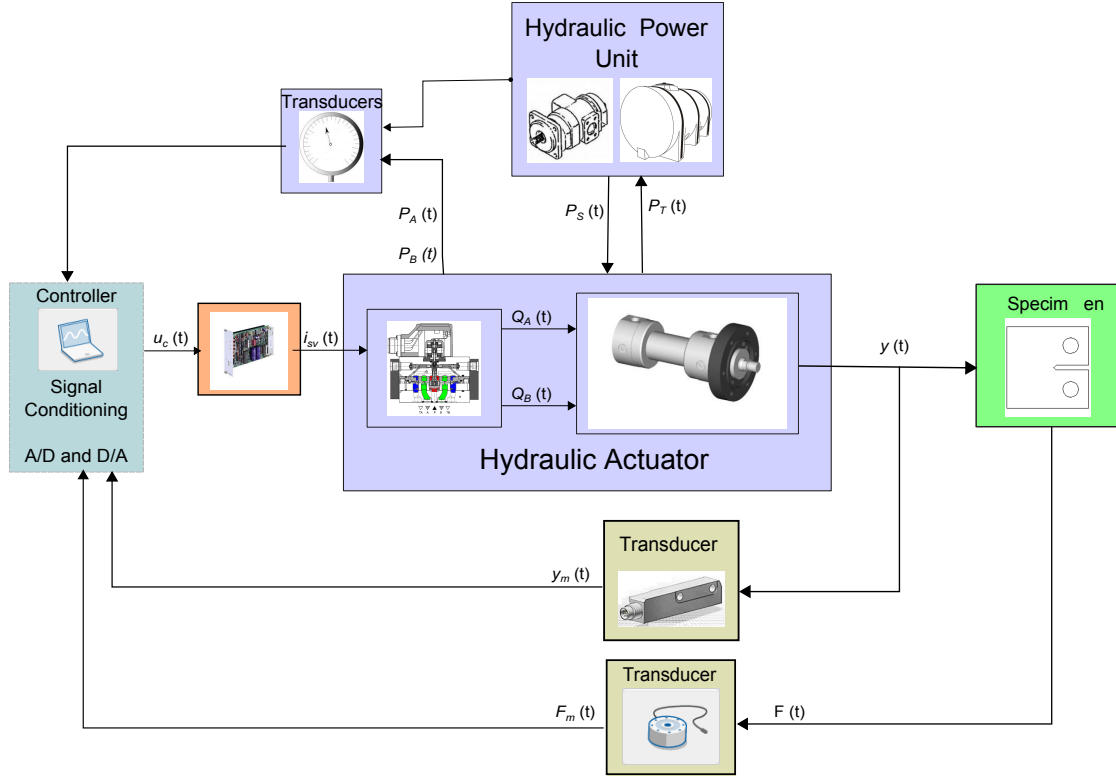 Hydraulic Power
Unit
Transducers
P_A (t)
P_B (t)
P_S (t)
P_T (t)
Controller
Signal
Conditioning
A/D and D/A
u_c (t)
i_sv (t)
Q_A (t)
Q_B (t)
Hydraulic Actuator
y (t)
Specim en
Transducer
y_m (t)
Transducer
F_m (t)
F (t)